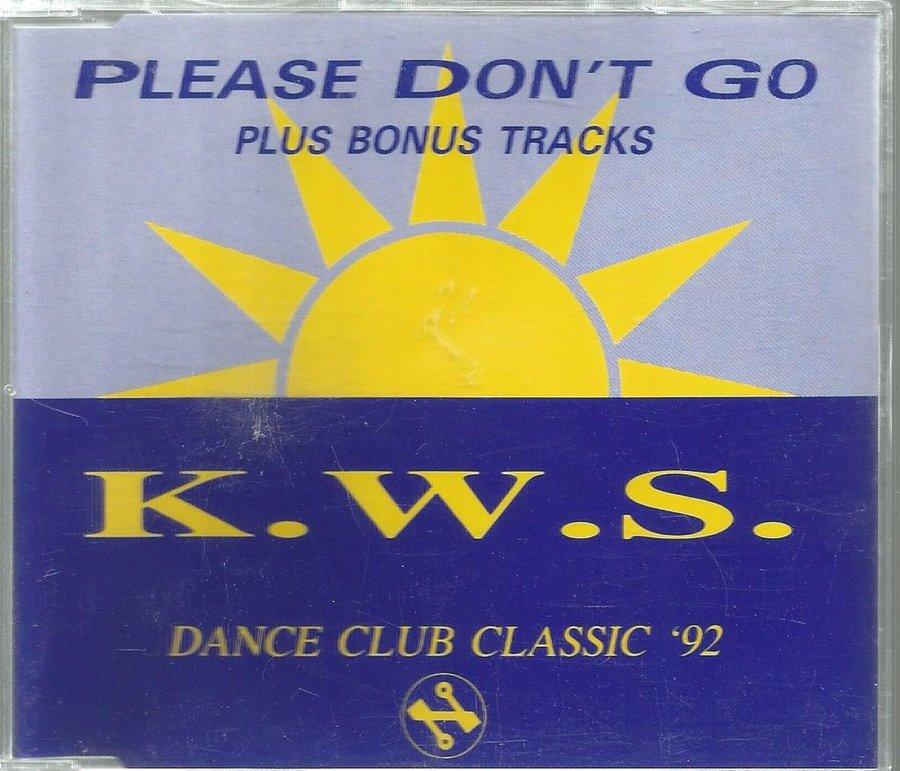 PLEASE DON'T GO
PLUS BONUS TRACKS
K.W.S.
DANCE CLUB CLASSIC '92